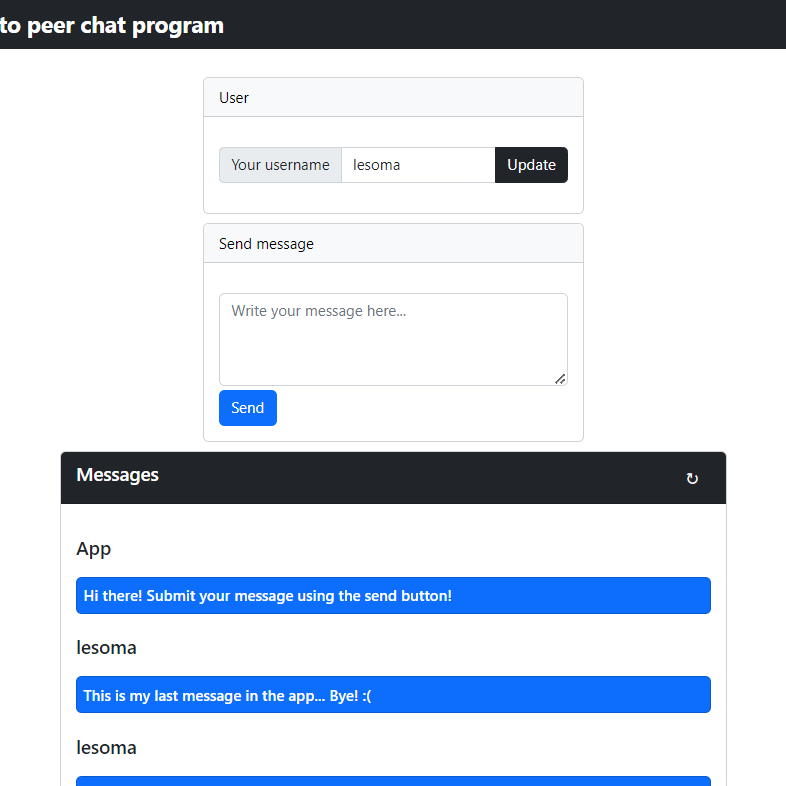 to peer chat program
User
Your username lesoma Update
Send message
Write your message here...
Send
Messages ↻
App
Hi there! Submit your message using the send button!
lesoma
This is my last message in the app... Bye! :(
lesoma